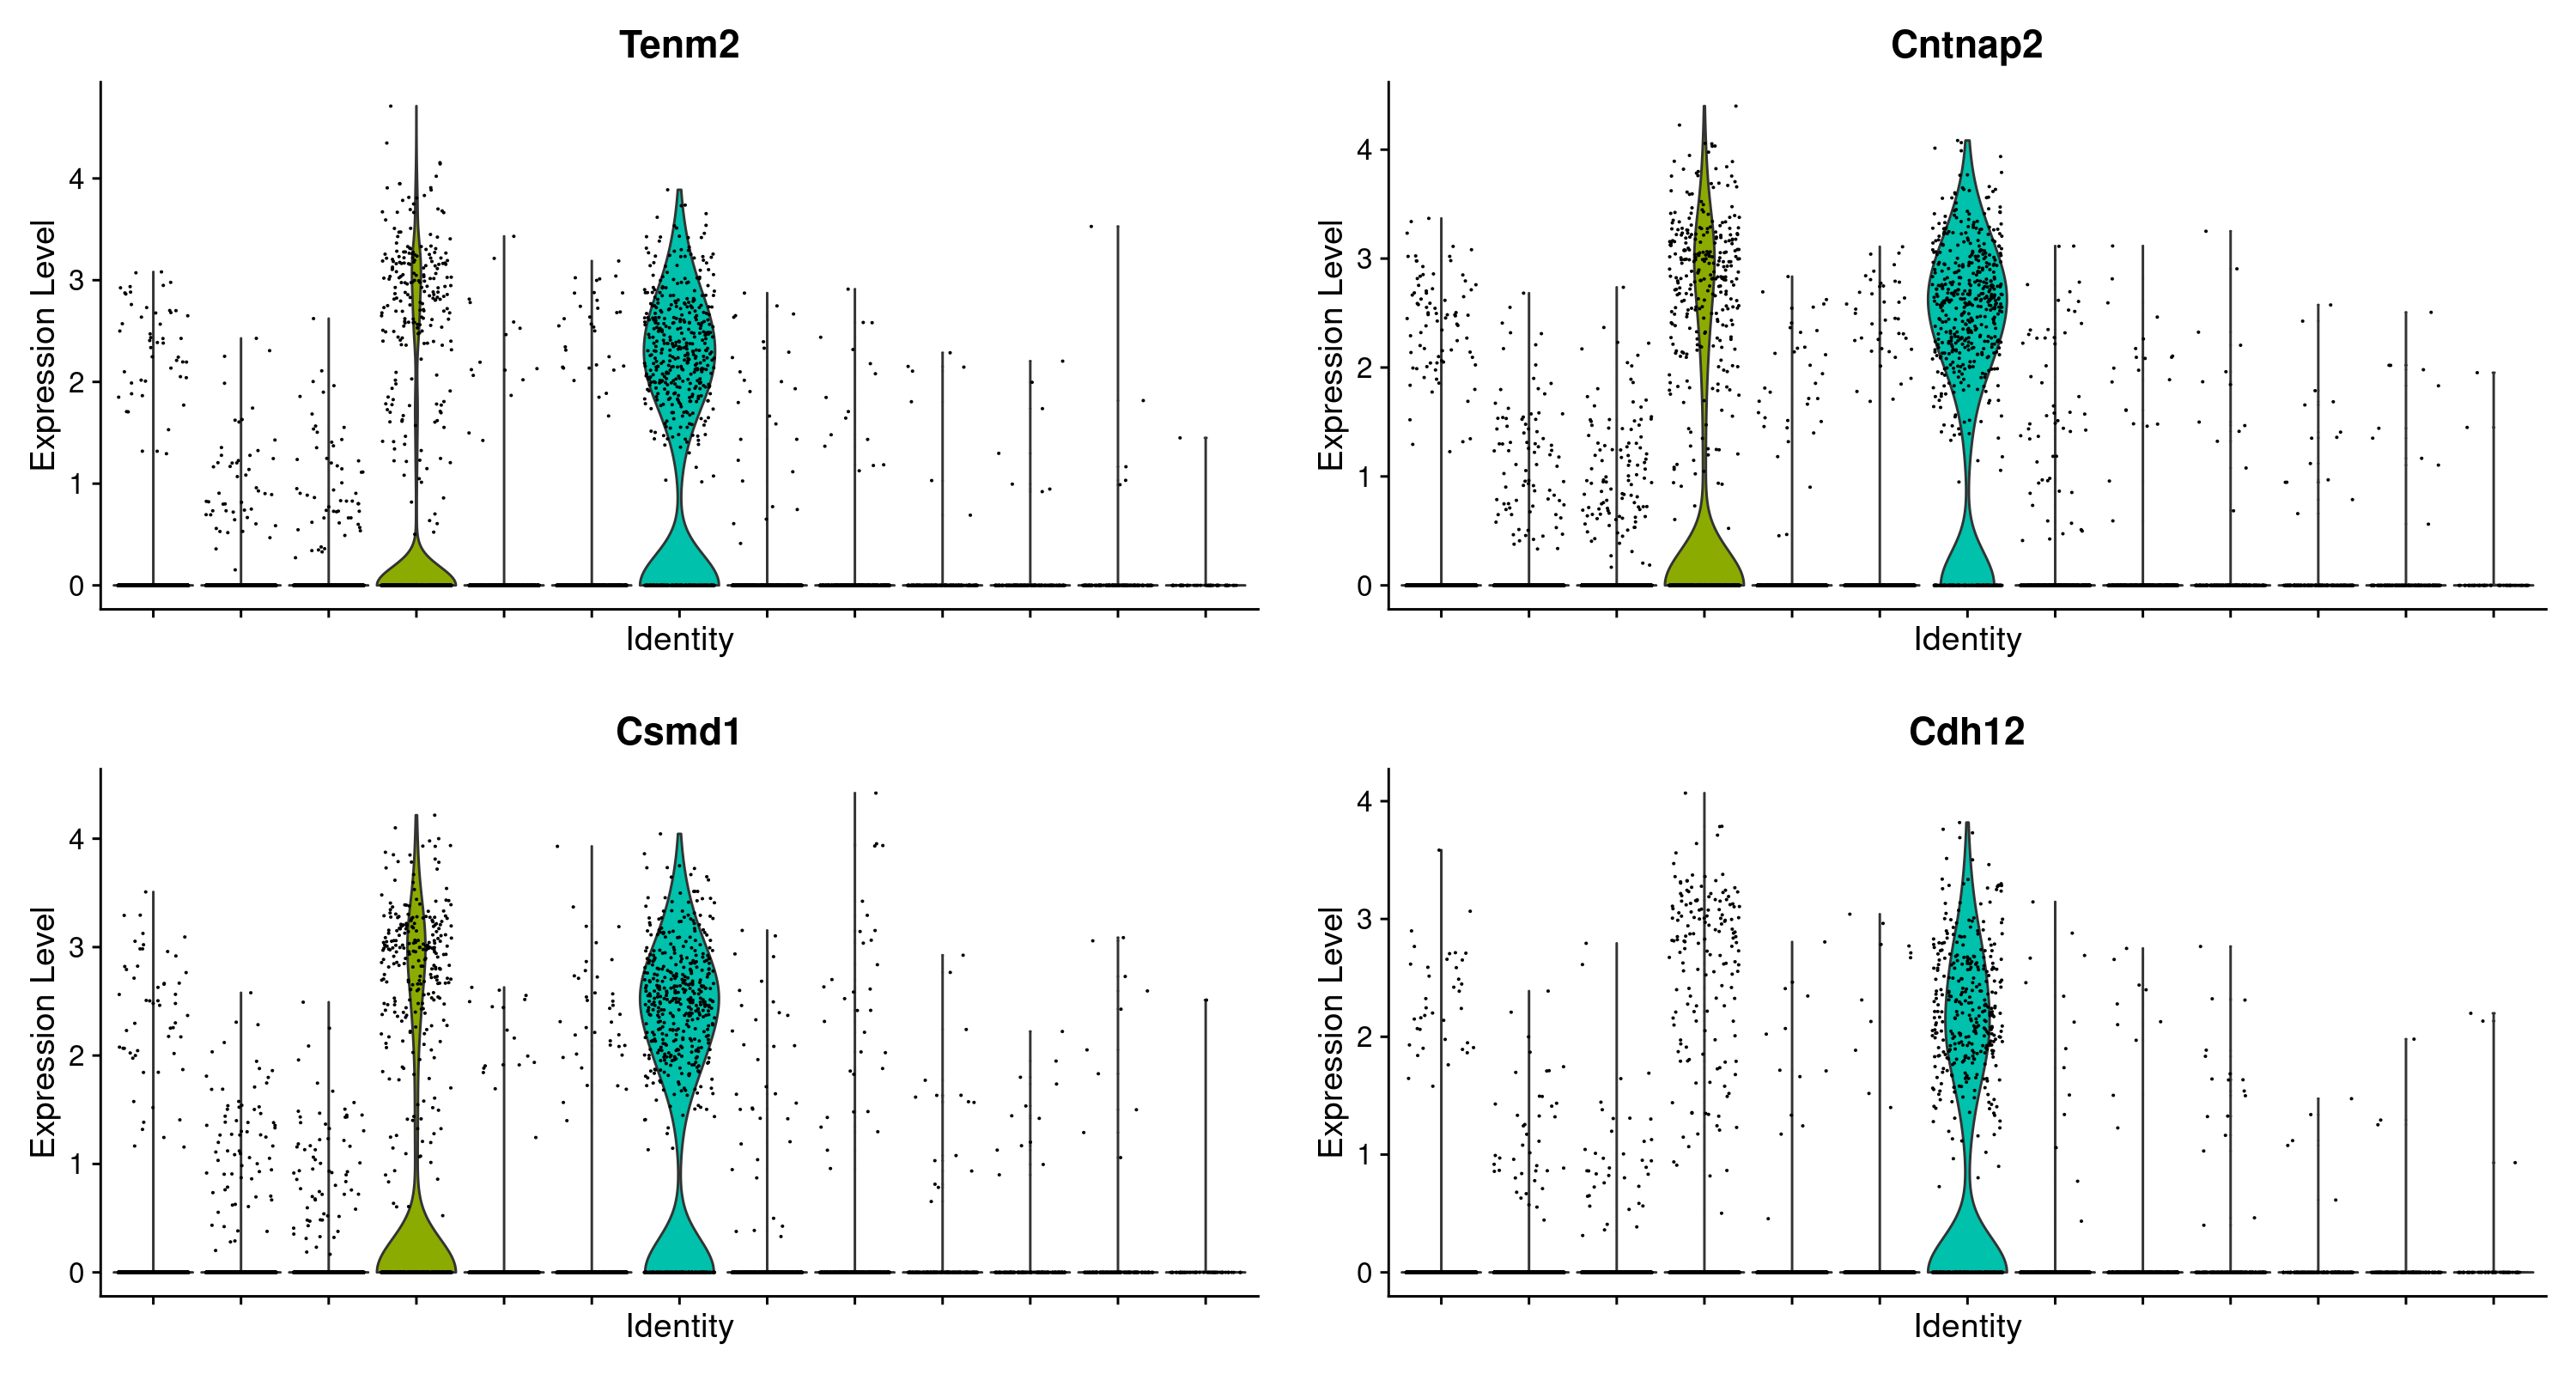 Tenm2
Expression Level
4
3
2
1
0
Identity
Cntnap2
Expression Level
4
3
2
1
0
Identity
Csmd1
Expression Level
4
3
2
1
0
Identity
Cdh12
Expression Level
4
3
2
1
0
Identity